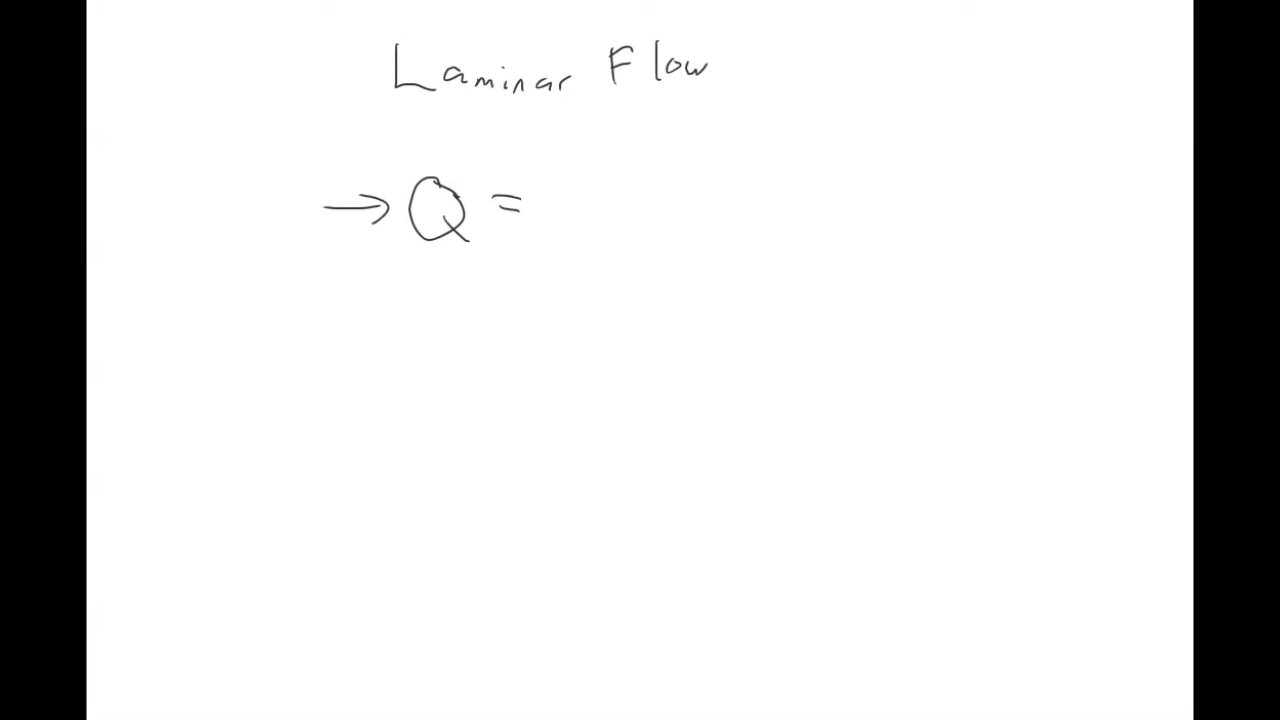 Laminar Flow
→ Q =